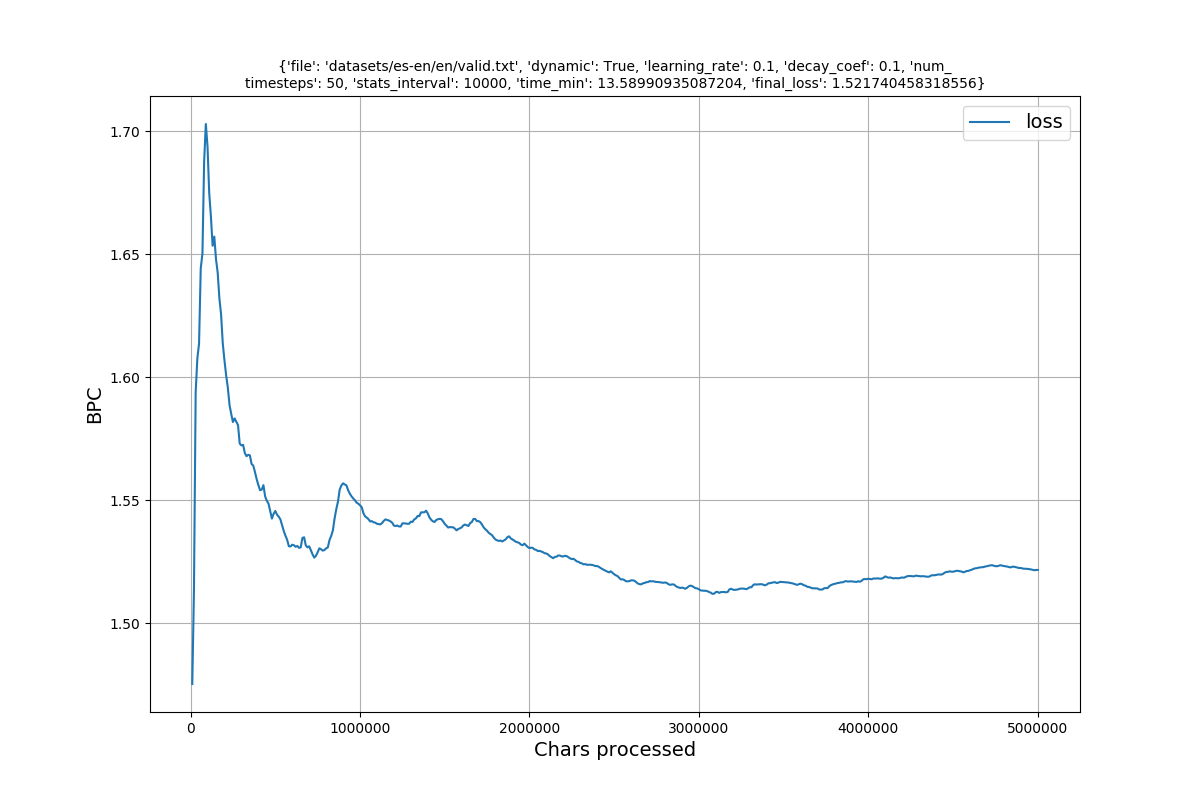 {'file': 'datasets/es-en/en/valid.txt', 'dynamic': True, 'learning_rate': 0.1, 'decay_coef': 0.1, 'num_
timesteps': 50, 'stats_interval': 10000, 'time_min': 13.58990935087204, 'final_loss': 1.521740458318556}
loss
1.70
1.65
1.60
1.55
1.50
BPC
0 1000000 2000000 3000000 4000000 5000000
Chars processed